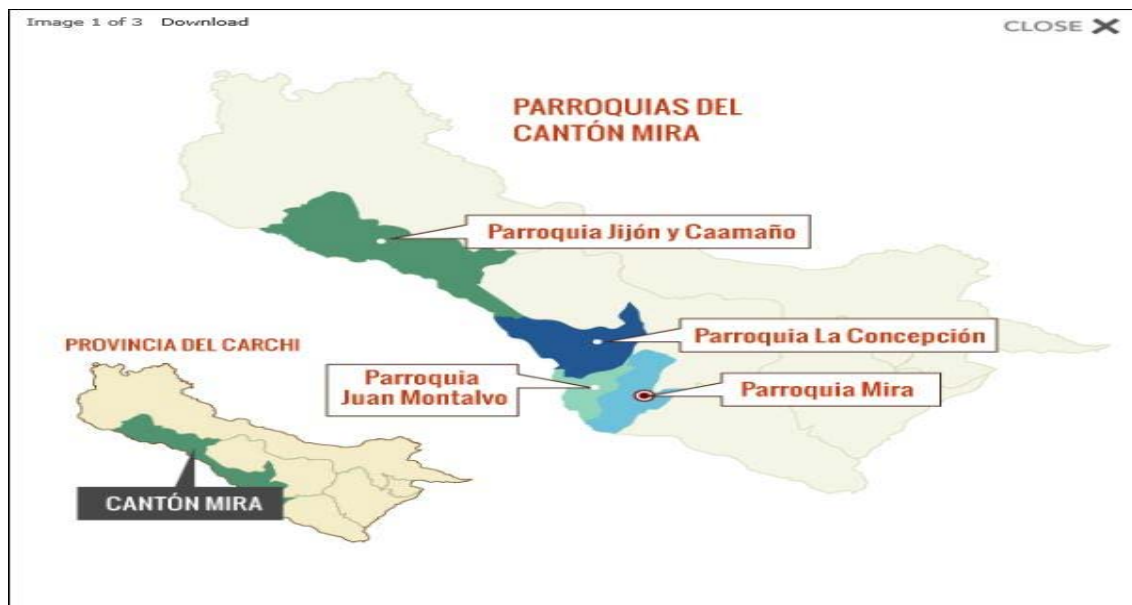 Image 1 of 3 Download
CLOSE X
PARROQUIAS DEL
CANTÓN MIRA
Parroquia Jijón y Caamaño
Parroquia La Concepción
PROVINCIA DEL CARCHI
Parroquia
Juan Montalvo
Parroquia Mira
CANTÓN MIRA